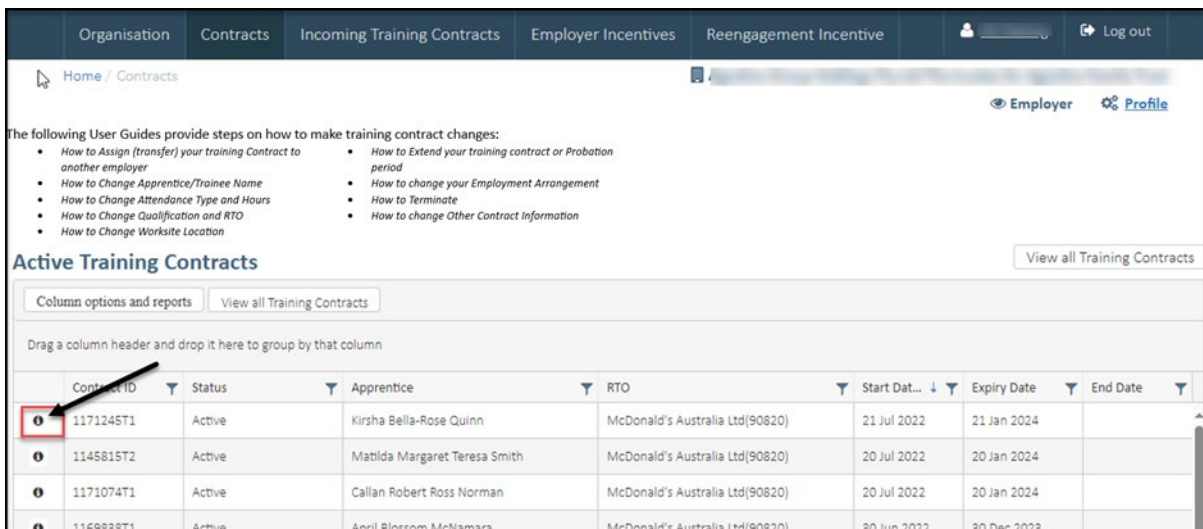 Organisation Contracts Incoming Training Contracts Employer Incentives Reengagement Incentive Log out
Home / Contracts
Employer Profile
The following User Guides provide steps on how to make training contract changes:
• How to Assign (transfer) your training Contract to another employer
• How to Change Apprentice/Trainee Name
• How to Change Attendance Type and Hours
• How to Change Qualification and RTO
• How to Change Worksite Location
• How to Extend your training contract or Probation period
• How to change your Employment Arrangement
• How to Terminate
• How to change Other Contract Information
Active Training Contracts
View all Training Contracts
Column options and reports View all Training Contracts
Drag a column header and drop it here to group by that column
Contract ID Status Apprentice RTO Start Dat... ↓ Expiry Date End Date
1171245T1 Active Kirsha Bella-Rose Quinn McDonald's Australia Ltd(90820) 21 Jul 2022 21 Jan 2024
1145815T2 Active Matilda Margaret Teresa Smith McDonald's Australia Ltd(90820) 20 Jul 2022 20 Jan 2024
1171074T1 Active Callan Robert Ross Norman McDonald's Australia Ltd(90820) 20 Jul 2022 20 Jan 2024
1169838T1 Active April Blossom McNamara McDonald's Australia Ltd(90820) 30 Jun 2022 30 Dec 2023